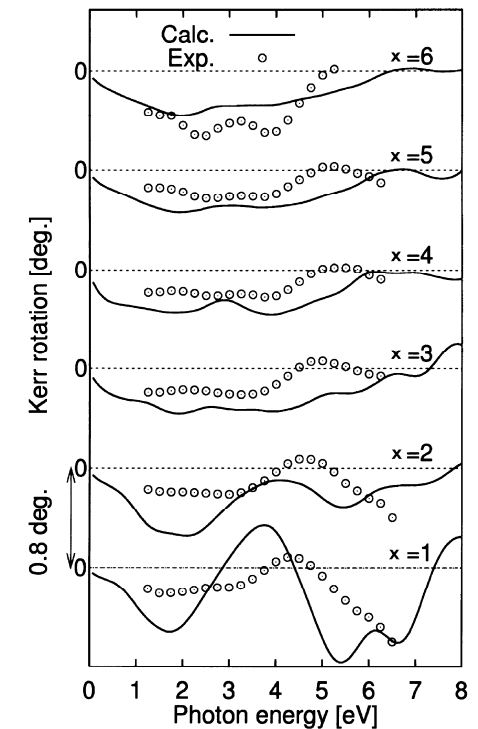 Calc.
Exp.
0 x =6
0 x =5
0 x =4
0 x =3
0 x =2
0 x =1
Kerr rotation [deg.]
0.8 deg.
0 1 2 3 4 5 6 7 8
Photon energy [eV]